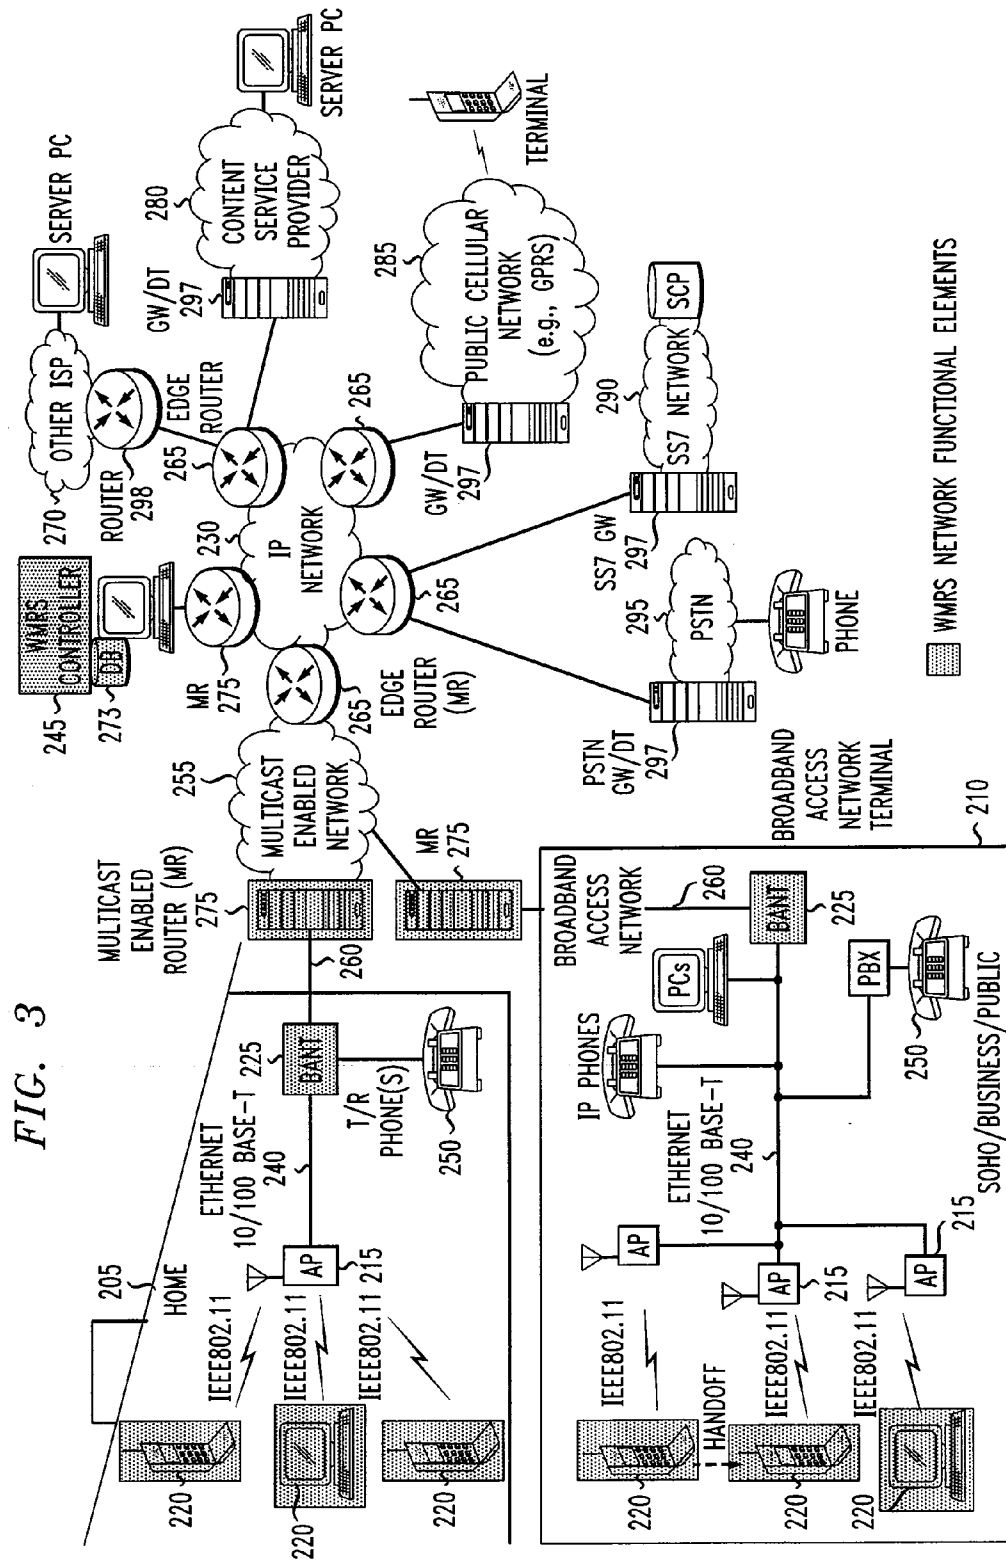 FIG. 3
205
HOME
IEEE802.11
IEEE802.11
IEEE802.11
220
220
220
AP
215
ETHERNET
10/100 BASE-T
240
225
BANT
T/R
PHONE(S)
250
260
MULTICAST
ENABLED
ROUTER (MR)
275
255
MULTICAST
ENABLED
NETWORK
MR
275
245
WMRS
CONTROLLER
273
DB
MR
275
265
EDGE
ROUTER
(MR)
230
IP
NETWORK
270
OTHER ISP
SERVER PC
ROUTER
298
265
EDGE
ROUTER
GW/DT
297
280
CONTENT
SERVICE
PROVIDER
SERVER PC
265
GW/DT
297
285
PUBLIC CELLULAR
NETWORK
(e.g., GPRS)
TERMINAL
265
SS7 GW
297
290
SS7 NETWORK
SCP
PSTN
GW/DT
297
295
PSTN
PHONE
WMRS NETWORK FUNCTIONAL ELEMENTS
BROADBAND
ACCESS
NETWORK
TERMINAL
210
BROADBAND
ACCESS
NETWORK
260
BANT
225
PCs
IP PHONES
PBX
250
ETHERNET
10/100 BASE-T
240
AP
AP
215
AP
215
IEEE802.11
HANDOFF
IEEE802.11
IEEE802.11
220
220
220
SOHO/BUSINESS/PUBLIC